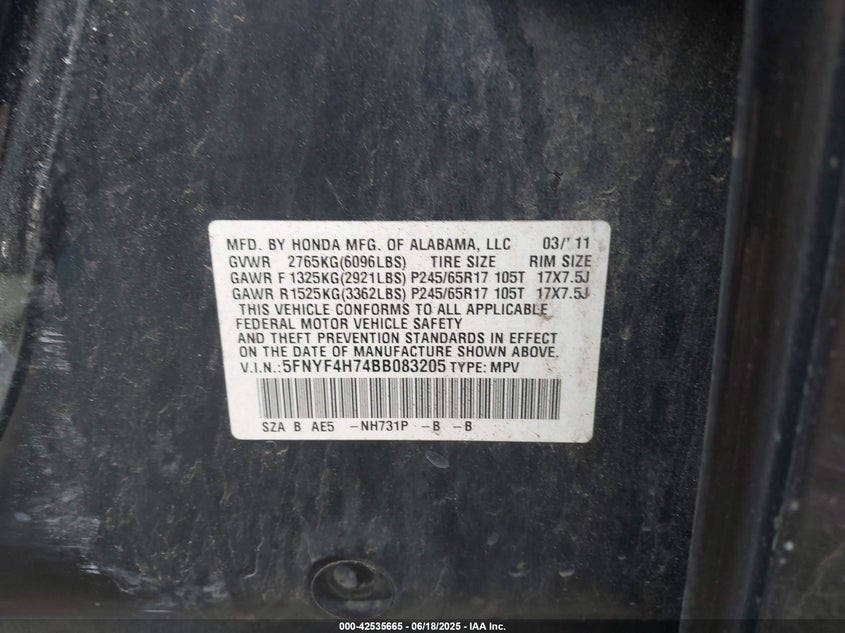 MFD. BY HONDA MFG. OF ALABAMA, LLC 03/11
GVWR 2765KG(6096LBS) TIRE SIZE RIM SIZE
GAWR F 1325KG(2921LBS) P245/65R17 105T 17X7.5J
GAWR R1525KG(3362LBS) P245/65R17 105T 17X7.5J
THIS VEHICLE CONFORMS TO ALL APPLICABLE
FEDERAL MOTOR VEHICLE SAFETY
AND THEFT PREVENTION STANDARDS IN EFFECT
ON THE DATE OF MANUFACTURE SHOWN ABOVE.
V.I.N.:5FNYF4H74BB083205 TYPE: MPV
SZA B AE5 -NH731P -B -B
000-42535665 - 06/18/2025 - IAA Inc.